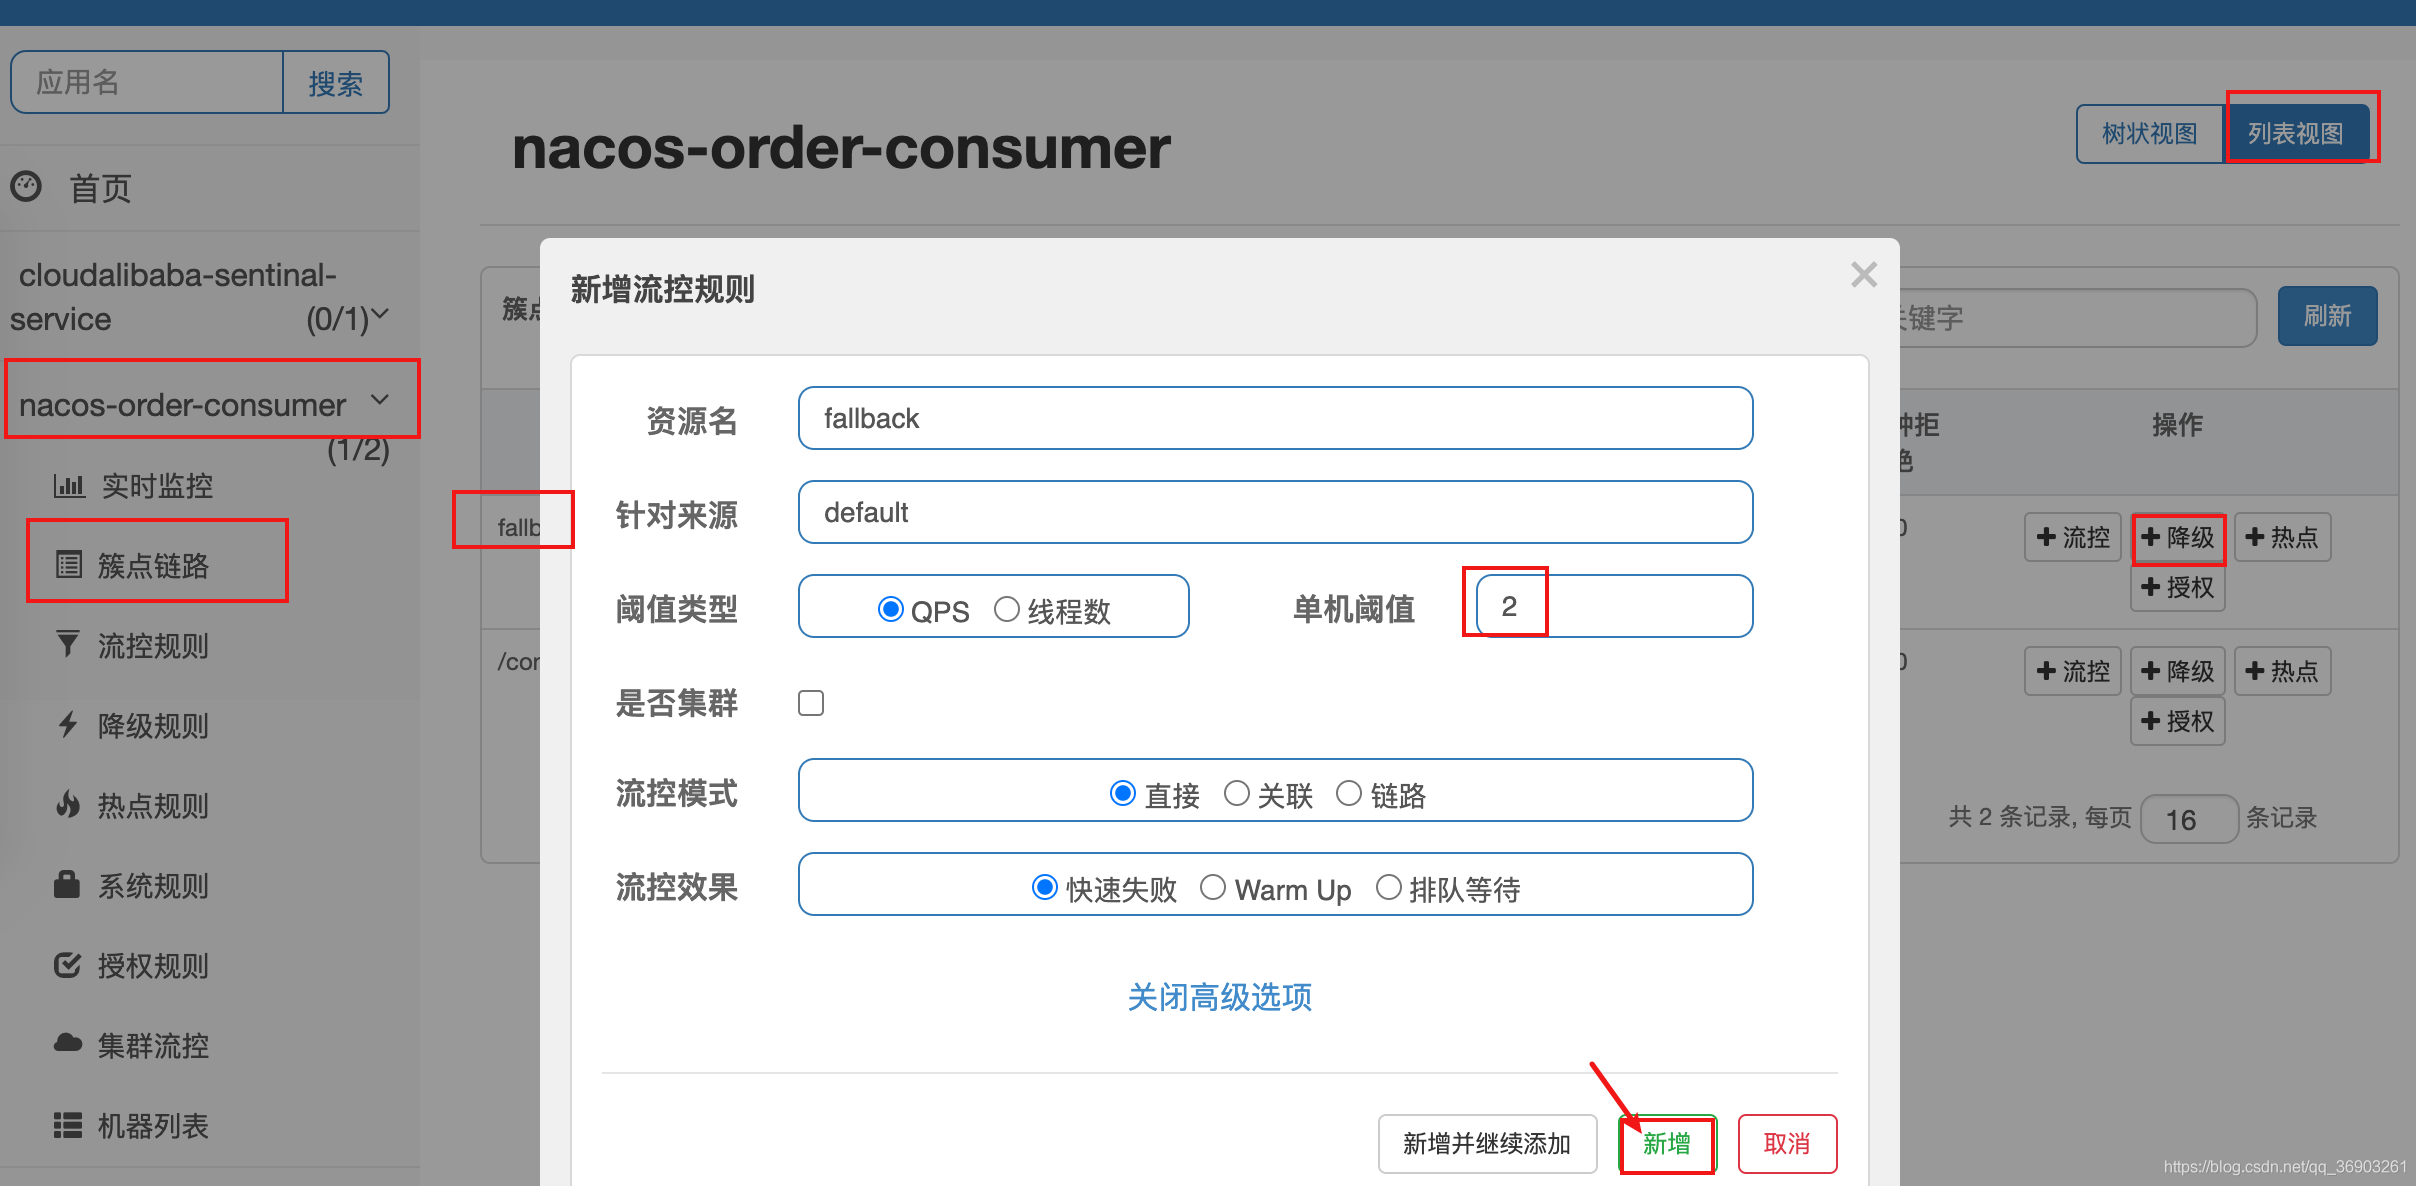 应用名
搜索
首页
cloudalibaba-sentinal-
service
(0/1)
nacos-order-consumer
(1/2)
实时监控
簇点链路
流控规则
降级规则
热点规则
系统规则
授权规则
集群流控
机器列表
nacos-order-consumer
树状视图
列表视图
簇点
键字
刷新
钟拒
绝
操作
fallb
0
流控
降级
热点
授权
/cor
0
流控
降级
热点
授权
共 2 条记录, 每页 16 条记录
新增流控规则
资源名
fallback
针对来源
default
阈值类型
QPS 线程数
单机阈值
2
是否集群
流控模式
直接 关联 链路
流控效果
快速失败 Warm Up 排队等待
关闭高级选项
新增并继续添加
新增
取消
https://blog.csdn.net/qq_36903261